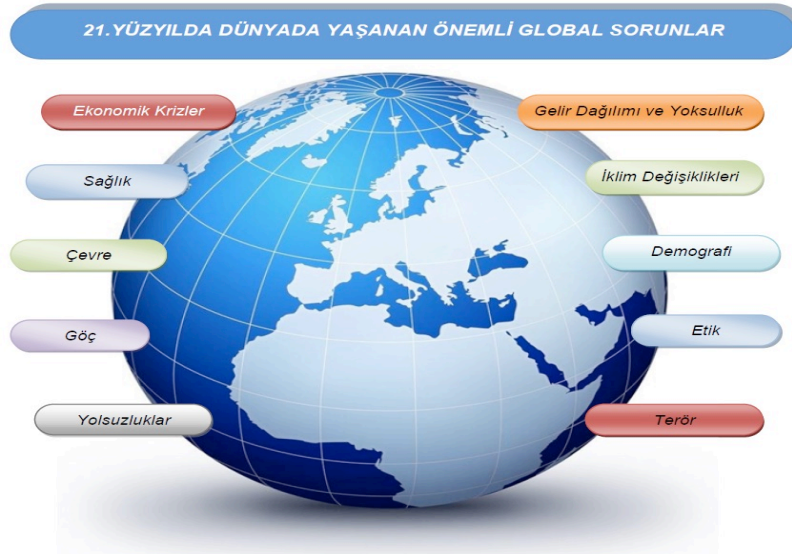 21.YÜZYILDA DÜNYADA YAŞANAN ÖNEMLİ GLOBAL SORUNLAR
Ekonomik Krizler
Gelir Dağılımı ve Yoksulluk
Sağlık
İklim Değişiklikleri
Çevre
Demografi
Göç
Etik
Yolsuzluklar
Terör